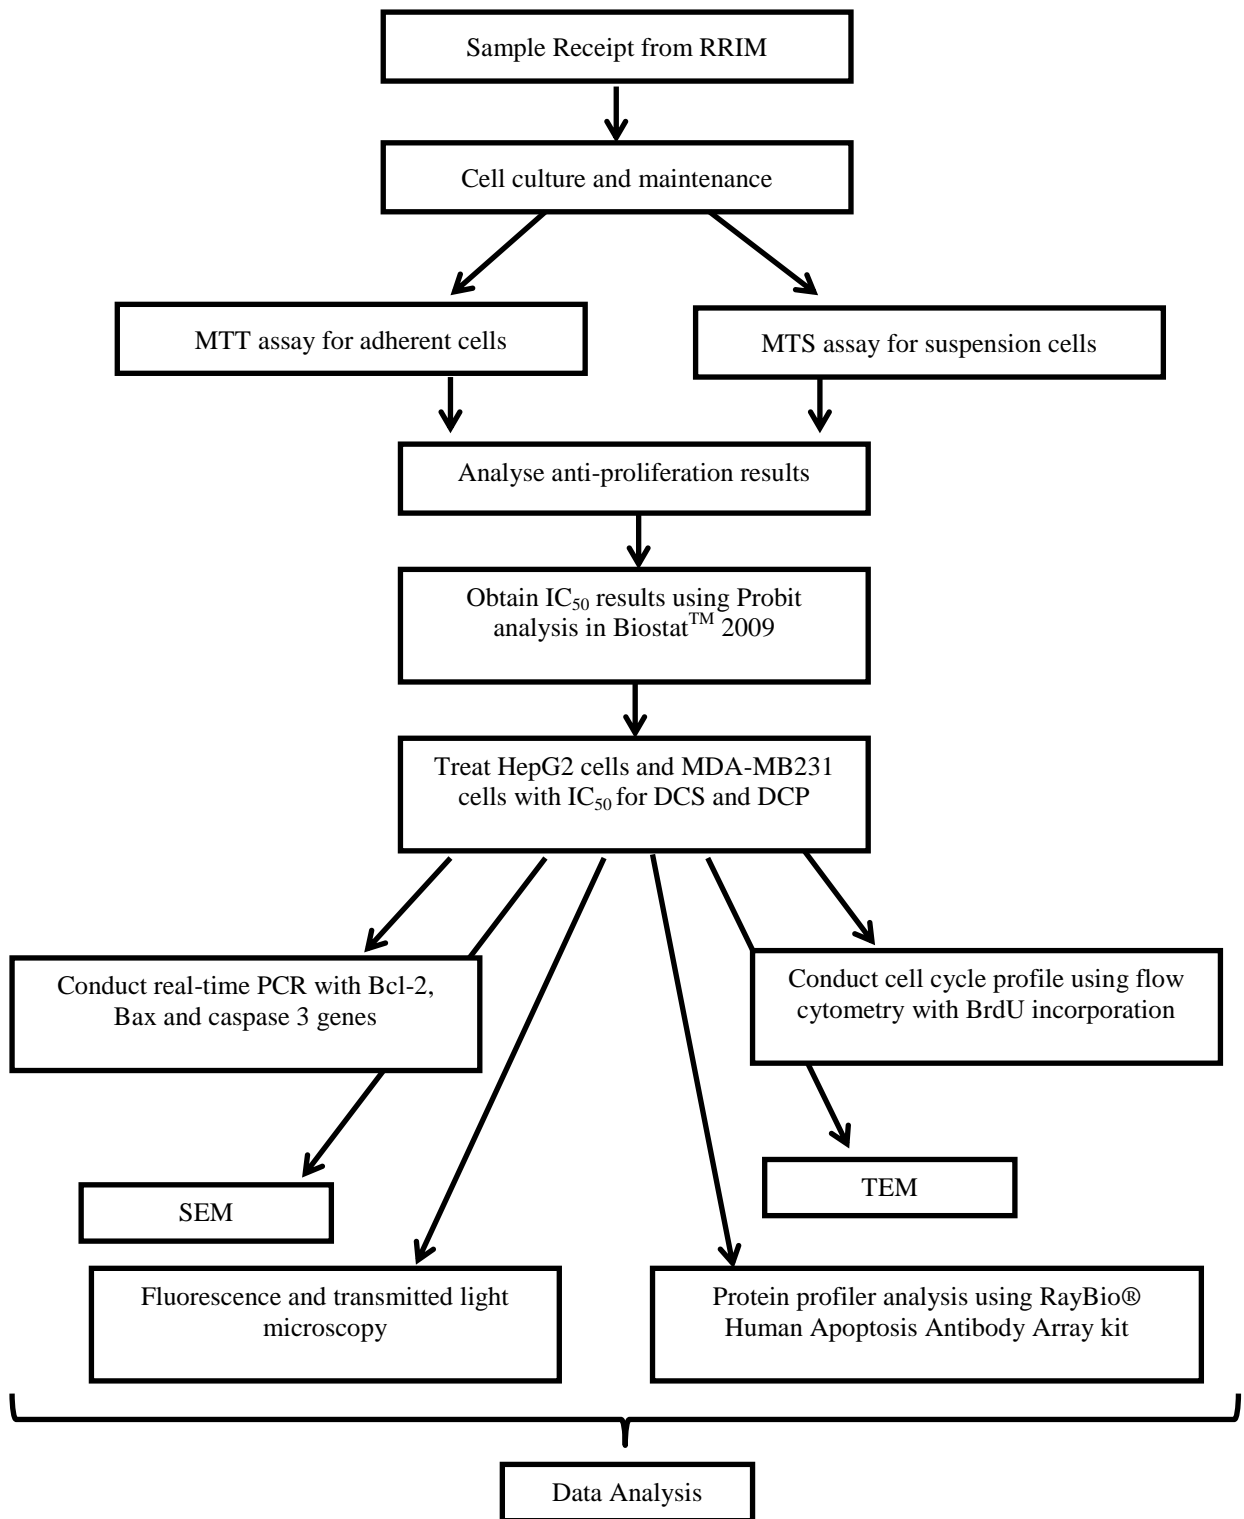 Sample Receipt from RRIM
Cell culture and maintenance
MTT assay for adherent cells
MTS assay for suspension cells
Analyse anti-proliferation results
Obtain IC₅₀ results using Probit
analysis in Biostat™ 2009
Treat HepG2 cells and MDA-MB231
cells with IC₅₀ for DCS and DCP
Conduct real-time PCR with Bcl-2,
Bax and caspase 3 genes
Conduct cell cycle profile using flow
cytometry with BrdU incorporation
SEM
TEM
Fluorescence and transmitted light
microscopy
Protein profiler analysis using RayBio®
Human Apoptosis Antibody Array kit
Data Analysis